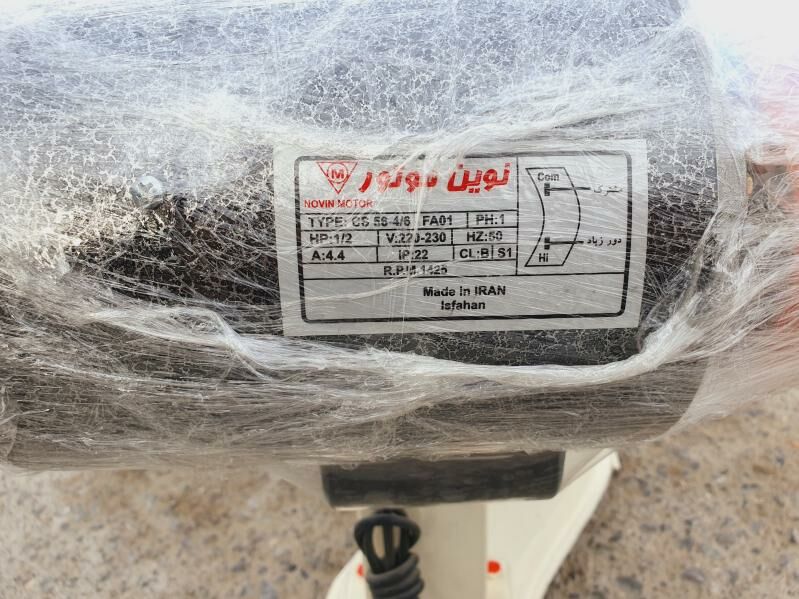 M
نوین موتور
NOVIN MOTOR
TYPE: CS 56-4/6 FA01 PH:1
HP:1/2 V:220-230 HZ:50
A:4.4 IP:22 CL:B S1
R.P.M 1425
Made in IRAN
Isfahan
Com مشترک
Hi دور زیاد